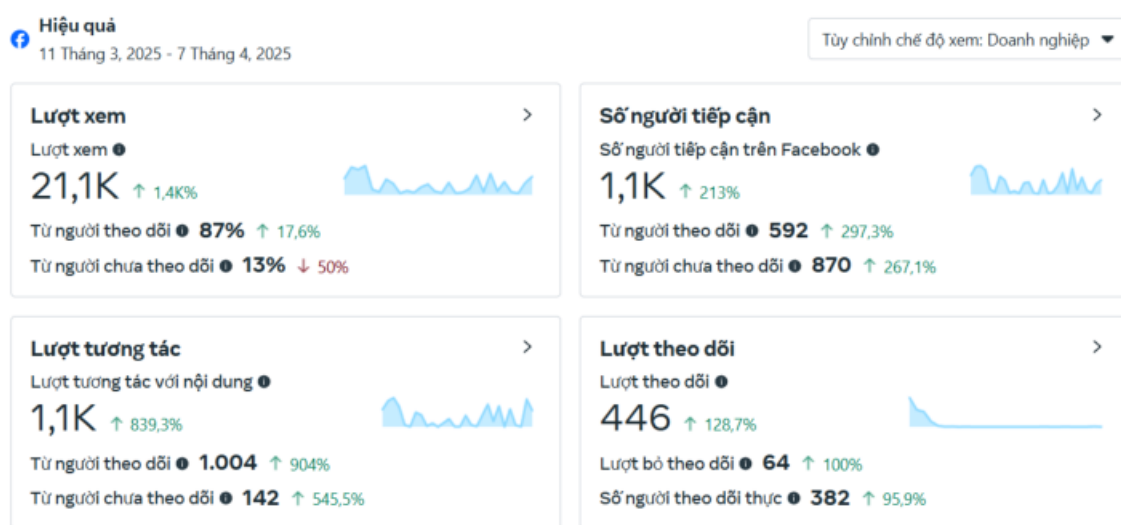 Hiệu quả
11 Tháng 3, 2025 - 7 Tháng 4, 2025
Tùy chỉnh chế độ xem: Doanh nghiệp
Lượt xem
Lượt xem
21,1K ↑ 1,4K%
Từ người theo dõi 87% ↑ 17,6%
Từ người chưa theo dõi 13% ↓ 50%
Số người tiếp cận
Số người tiếp cận trên Facebook
1,1K ↑ 213%
Từ người theo dõi 592 ↑ 297,3%
Từ người chưa theo dõi 870 ↑ 267,1%
Lượt tương tác
Lượt tương tác với nội dung
1,1K ↑ 839,3%
Từ người theo dõi 1.004 ↑ 904%
Từ người chưa theo dõi 142 ↑ 545,5%
Lượt theo dõi
Lượt theo dõi
446 ↑ 128,7%
Lượt bỏ theo dõi 64 ↑ 100%
Số người theo dõi thực 382 ↑ 95,9%